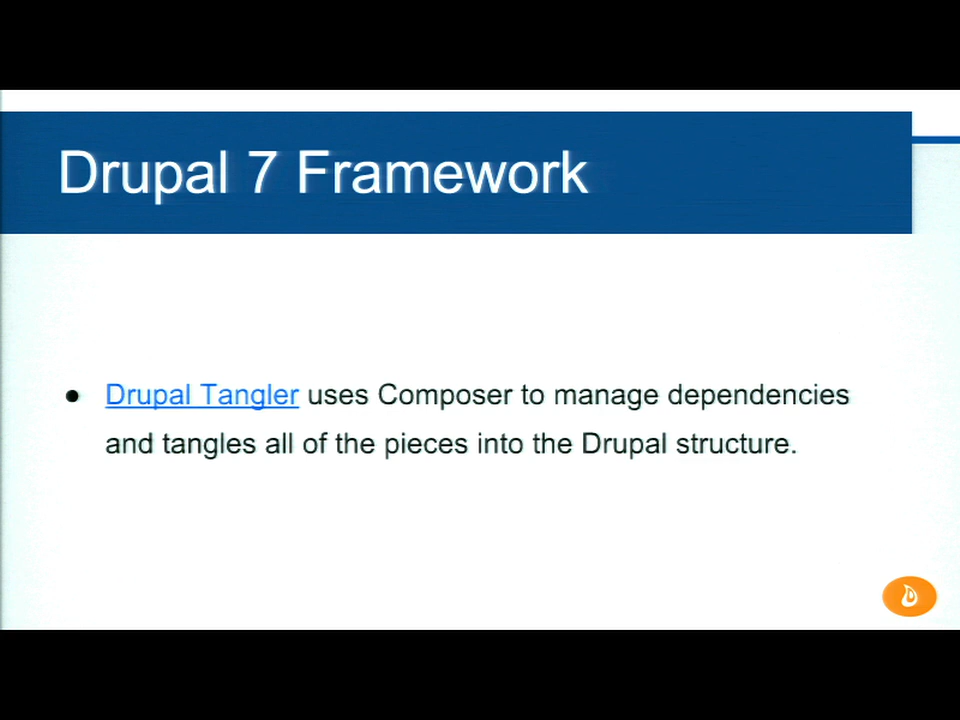 Drupal 7 Framework
● Drupal Tangler uses Composer to manage dependencies
and tangles all of the pieces into the Drupal structure.